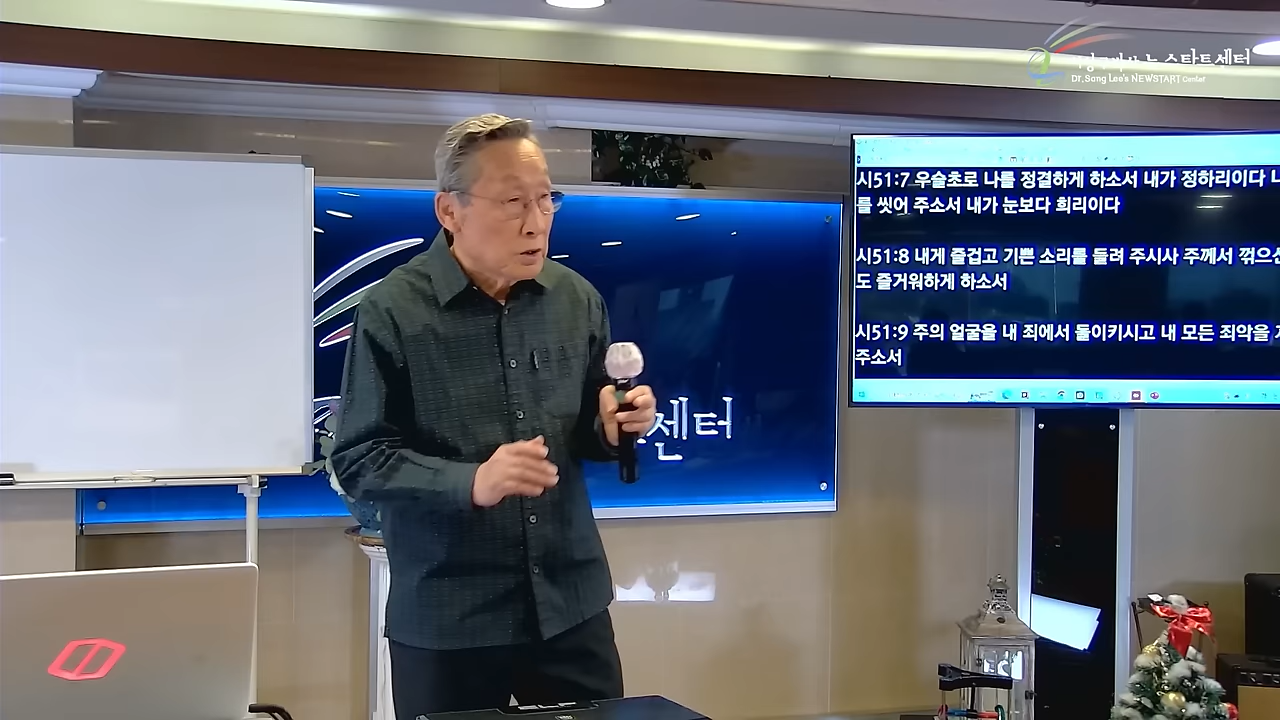 뉴스타트센터
Dr. Sang Lee's NEWSTART Center
시51:7 우슬초로 나를 정결하게 하소서 내가 정하리이다 나
를 씻어 주소서 내가 눈보다 희리이다
시51:8 내게 즐겁고 기쁜 소리를 들려 주시사 주께서 꺾으신
도 즐거워하게 하소서
시51:9 주의 얼굴을 내 죄에서 돌이키시고 내 모든 죄악을
주소서
센터